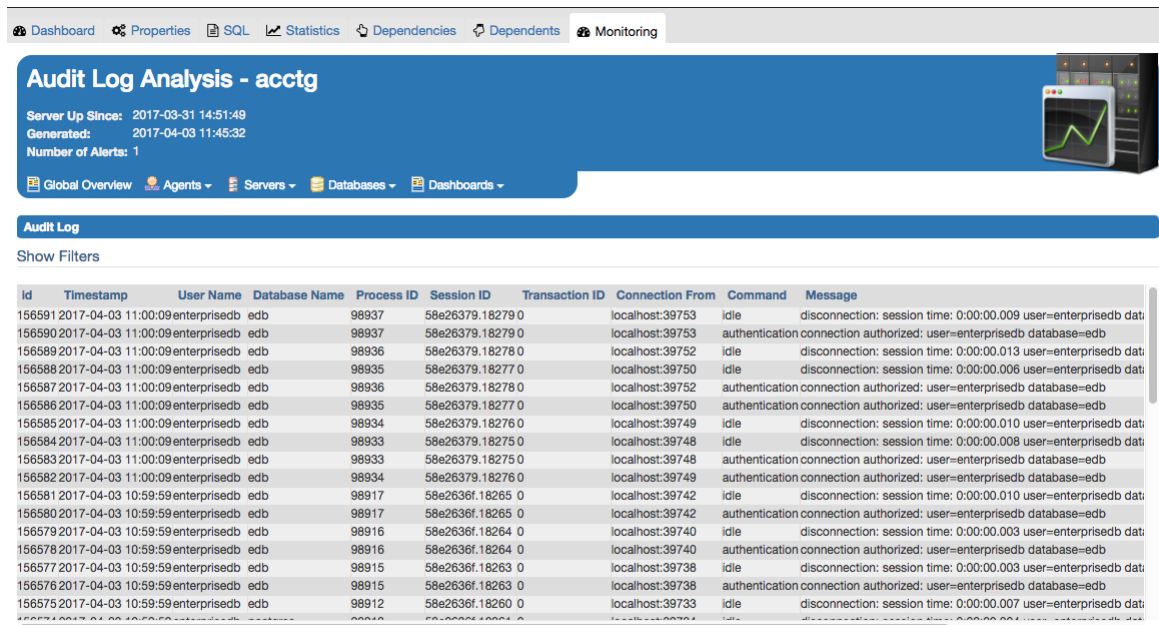 Dashboard Properties SQL Statistics Dependencies Dependents Monitoring
Audit Log Analysis - acctg
Server Up Since: 2017-03-31 14:51:49
Generated: 2017-04-03 11:45:32
Number of Alerts: 1
Global Overview Agents Servers Databases Dashboards
Audit Log
Show Filters
id Timestamp User Name Database Name Process ID Session ID Transaction ID Connection From Command Message
156591 2017-04-03 11:00:09 enterprisedb edb 98937 58e26379.18279 0 localhost:39753 idle disconnection: session time: 0:00:00.009 user=enterprisedb data
156590 2017-04-03 11:00:09 enterprisedb edb 98937 58e26379.18279 0 localhost:39753 authentication connection authorized: user=enterprisedb database=edb
156589 2017-04-03 11:00:09 enterprisedb edb 98936 58e26379.18278 0 localhost:39752 idle disconnection: session time: 0:00:00.013 user=enterprisedb data
156588 2017-04-03 11:00:09 enterprisedb edb 98935 58e26379.18277 0 localhost:39750 idle disconnection: session time: 0:00:00.006 user=enterprisedb data
156587 2017-04-03 11:00:09 enterprisedb edb 98936 58e26379.18278 0 localhost:39752 authentication connection authorized: user=enterprisedb database=edb
156586 2017-04-03 11:00:09 enterprisedb edb 98935 58e26379.18277 0 localhost:39750 authentication connection authorized: user=enterprisedb database=edb
156585 2017-04-03 11:00:09 enterprisedb edb 98934 58e26379.18276 0 localhost:39749 idle disconnection: session time: 0:00:00.010 user=enterprisedb data
156584 2017-04-03 11:00:09 enterprisedb edb 98933 58e26379.18275 0 localhost:39748 idle disconnection: session time: 0:00:00.008 user=enterprisedb data
156583 2017-04-03 11:00:09 enterprisedb edb 98933 58e26379.18275 0 localhost:39748 authentication connection authorized: user=enterprisedb database=edb
156582 2017-04-03 11:00:09 enterprisedb edb 98934 58e26379.18276 0 localhost:39749 authentication connection authorized: user=enterprisedb database=edb
156581 2017-04-03 10:59:59 enterprisedb edb 98917 58e2636f.18265 0 localhost:39742 idle disconnection: session time: 0:00:00.010 user=enterprisedb data
156580 2017-04-03 10:59:59 enterprisedb edb 98917 58e2636f.18265 0 localhost:39742 authentication connection authorized: user=enterprisedb database=edb
156579 2017-04-03 10:59:59 enterprisedb edb 98916 58e2636f.18264 0 localhost:39740 idle disconnection: session time: 0:00:00.003 user=enterprisedb data
156578 2017-04-03 10:59:59 enterprisedb edb 98916 58e2636f.18264 0 localhost:39740 authentication connection authorized: user=enterprisedb database=edb
156577 2017-04-03 10:59:59 enterprisedb edb 98915 58e2636f.18263 0 localhost:39738 idle disconnection: session time: 0:00:00.003 user=enterprisedb data
156576 2017-04-03 10:59:59 enterprisedb edb 98915 58e2636f.18263 0 localhost:39738 authentication connection authorized: user=enterprisedb database=edb
156575 2017-04-03 10:59:59 enterprisedb edb 98912 58e2636f.18260 0 localhost:39733 idle disconnection: session time: 0:00:00.007 user=enterprisedb data